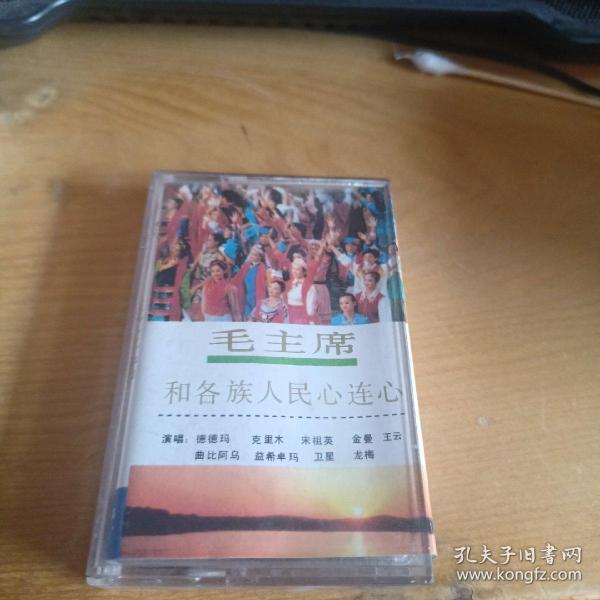 毛主席
和各族人民心连心
演唱：德德玛 克里木 宋祖英 金曼 王云
曲比阿乌 益希卓玛 卫星 龙梅
孔夫子旧书网
www.kongfz.com